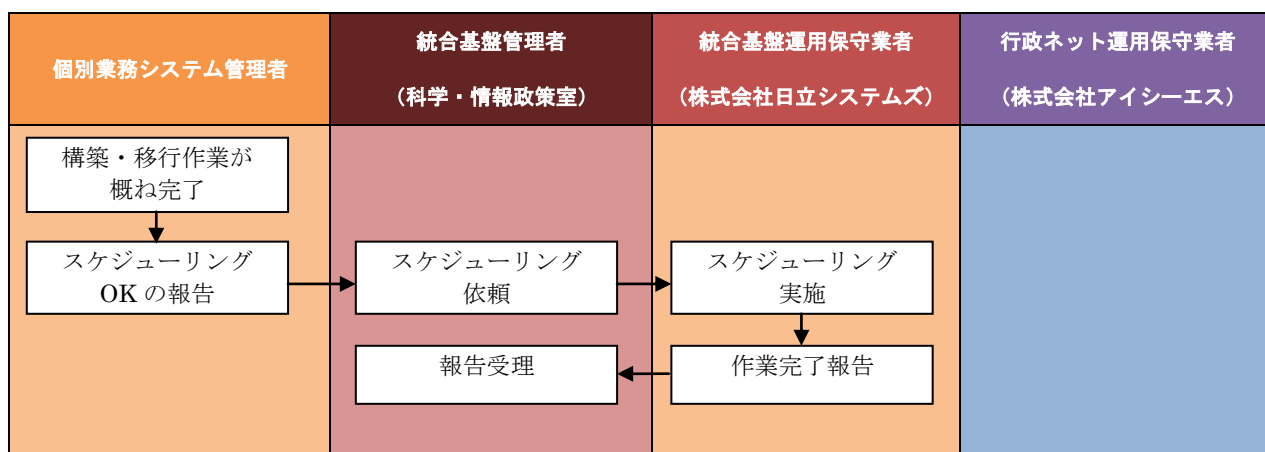 個別業務システム管理者
統合基盤管理者
（科学・情報政策室）
統合基盤運用保守業者
（株式会社日立システムズ）
行政ネット運用保守業者
（株式会社アイシーエス）
構築・移行作業が
概ね完了
スケジューリング
OK の報告
スケジューリング
依頼
スケジューリング
実施
報告受理
作業完了報告